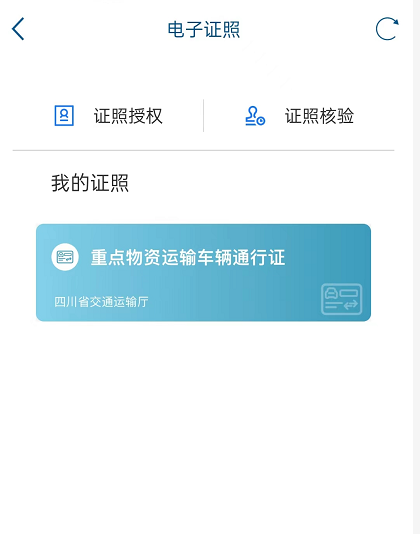 电子证照
证照授权
证照核验
我的证照
重点物资运输车辆通行证
四川省交通运输厅